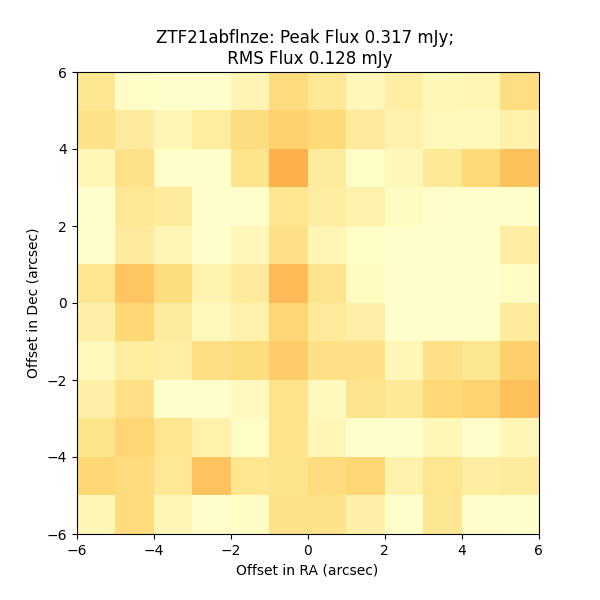 ZTF21abflnze: Peak Flux 0.317 mJy;
RMS Flux 0.128 mJy
6
4
2
0
−2
−4
−6
Offset in Dec (arcsec)
−6 −4 −2 0 2 4 6
Offset in RA (arcsec)